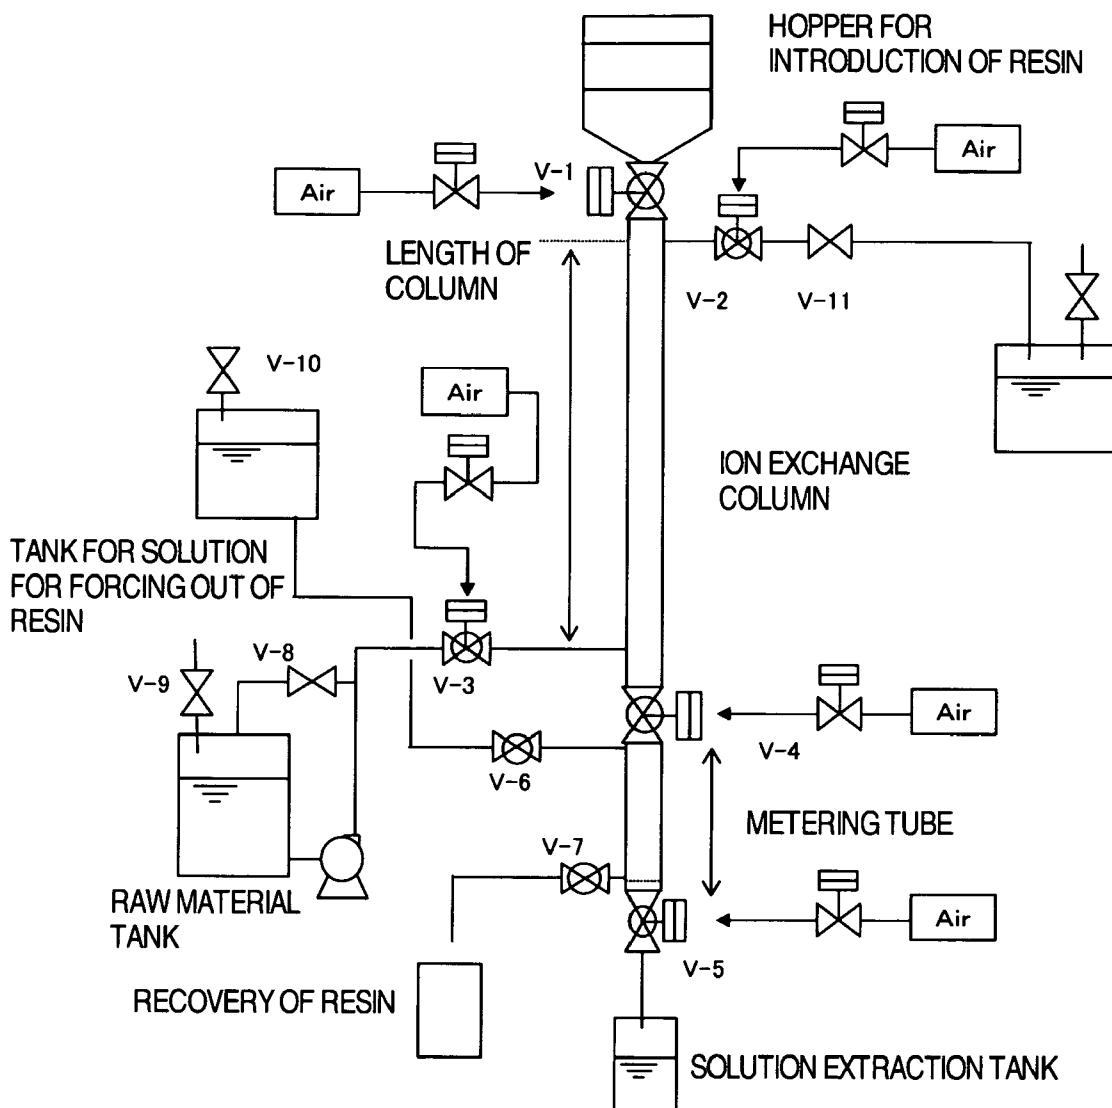 HOPPER FOR
INTRODUCTION OF RESIN
Air
Air
V-1
LENGTH OF
COLUMN
V-2
V-11
V-10
Air
ION EXCHANGE
COLUMN
TANK FOR SOLUTION
FOR FORCING OUT OF
RESIN
V-8
V-9
V-3
Air
V-4
V-6
METERING TUBE
V-7
RAW MATERIAL
TANK
Air
V-5
RECOVERY OF RESIN
SOLUTION EXTRACTION TANK